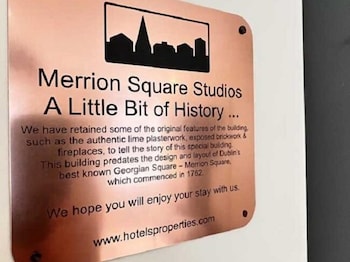 Merrion Square Studios
A Little Bit of History ...
We have retained some of the original features of the building,
such as the authentic lime plasterwork, exposed brickwork &
fireplaces, to tell the story of this special building.
This building predates the design and layout of Dublin's
best known Georgian Square – Merrion Square,
which commenced in 1762.
We hope you will enjoy your stay with us.
www.hotelsproperties.com